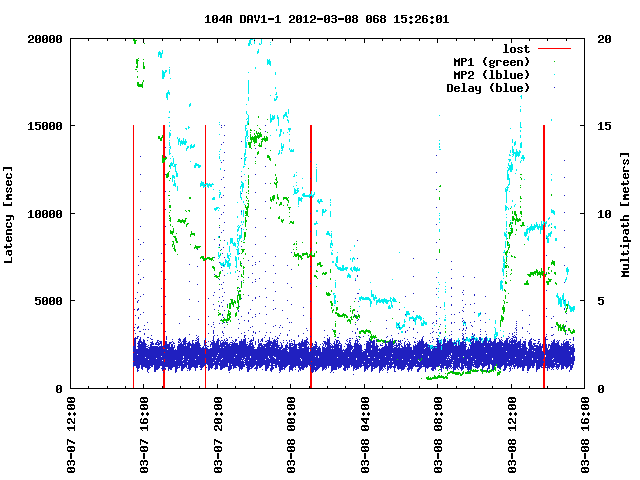 104A DAV1-1 2012-03-08 068 15:26:01
lost
MP1 (green)
MP2 (lblue)
Delay (blue)
20000
15000
10000
5000
0
20
15
10
5
0
Latency [msec]
Multipath [meters]
03-07 12:00
03-07 16:00
03-07 20:00
03-08 00:00
03-08 04:00
03-08 08:00
03-08 12:00
03-08 16:00